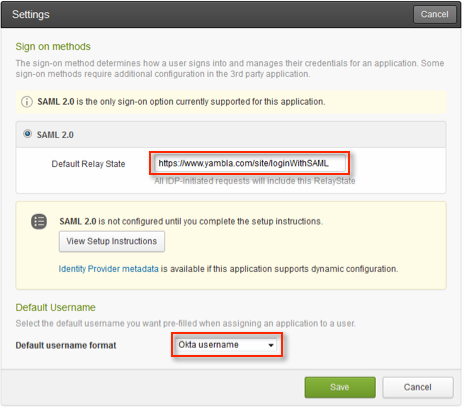 Settings
Cancel
Sign on methods
The sign-on method determines how a user signs into and manages their credentials for an application. Some
sign-on methods require additional configuration in the 3rd party application.
SAML 2.0 is the only sign-on option currently supported for this application.
SAML 2.0
Default Relay State
https://www.yambla.com/site/loginWithSAML
All IDP-initiated requests will include this RelayState
SAML 2.0 is not configured until you complete the setup instructions.
View Setup Instructions
Identity Provider metadata is available if this application supports dynamic configuration.
Default Username
Select the default username you want pre-filled when assigning an application to a user.
Default username format
Okta username
Save
Cancel